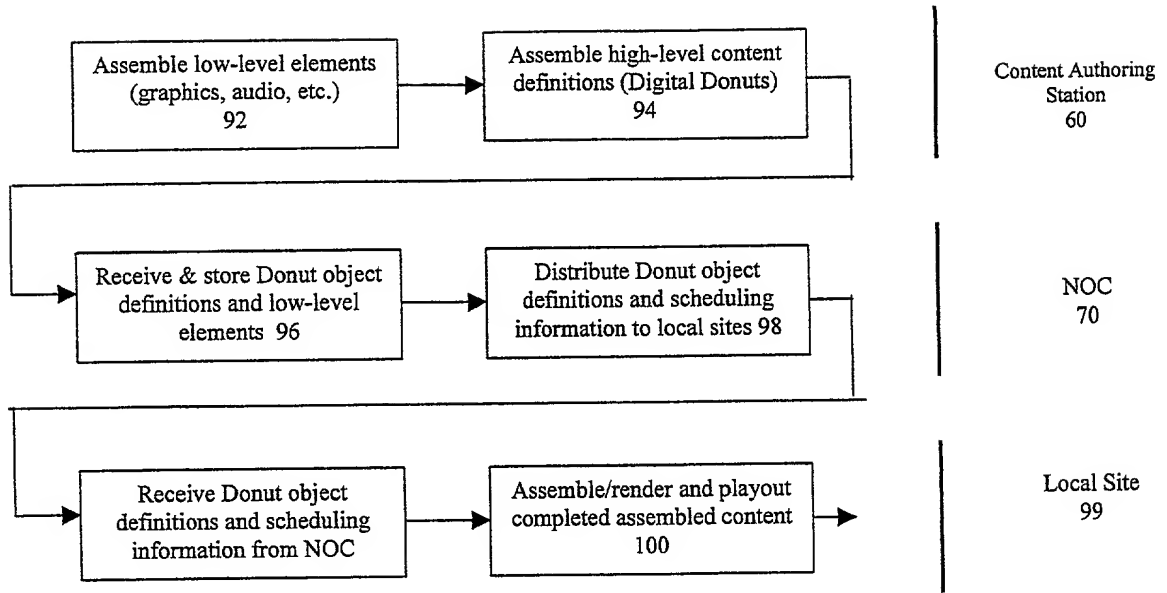 Assemble low-level elements
(graphics, audio, etc.)
92
Assemble high-level content
definitions (Digital Donuts)
94
Content Authoring
Station
60
Receive & store Donut object
definitions and low-level
elements 96
Distribute Donut object
definitions and scheduling
information to local sites 98
NOC
70
Receive Donut object
definitions and scheduling
information from NOC
Assemble/render and playout
completed assembled content
100
Local Site
99